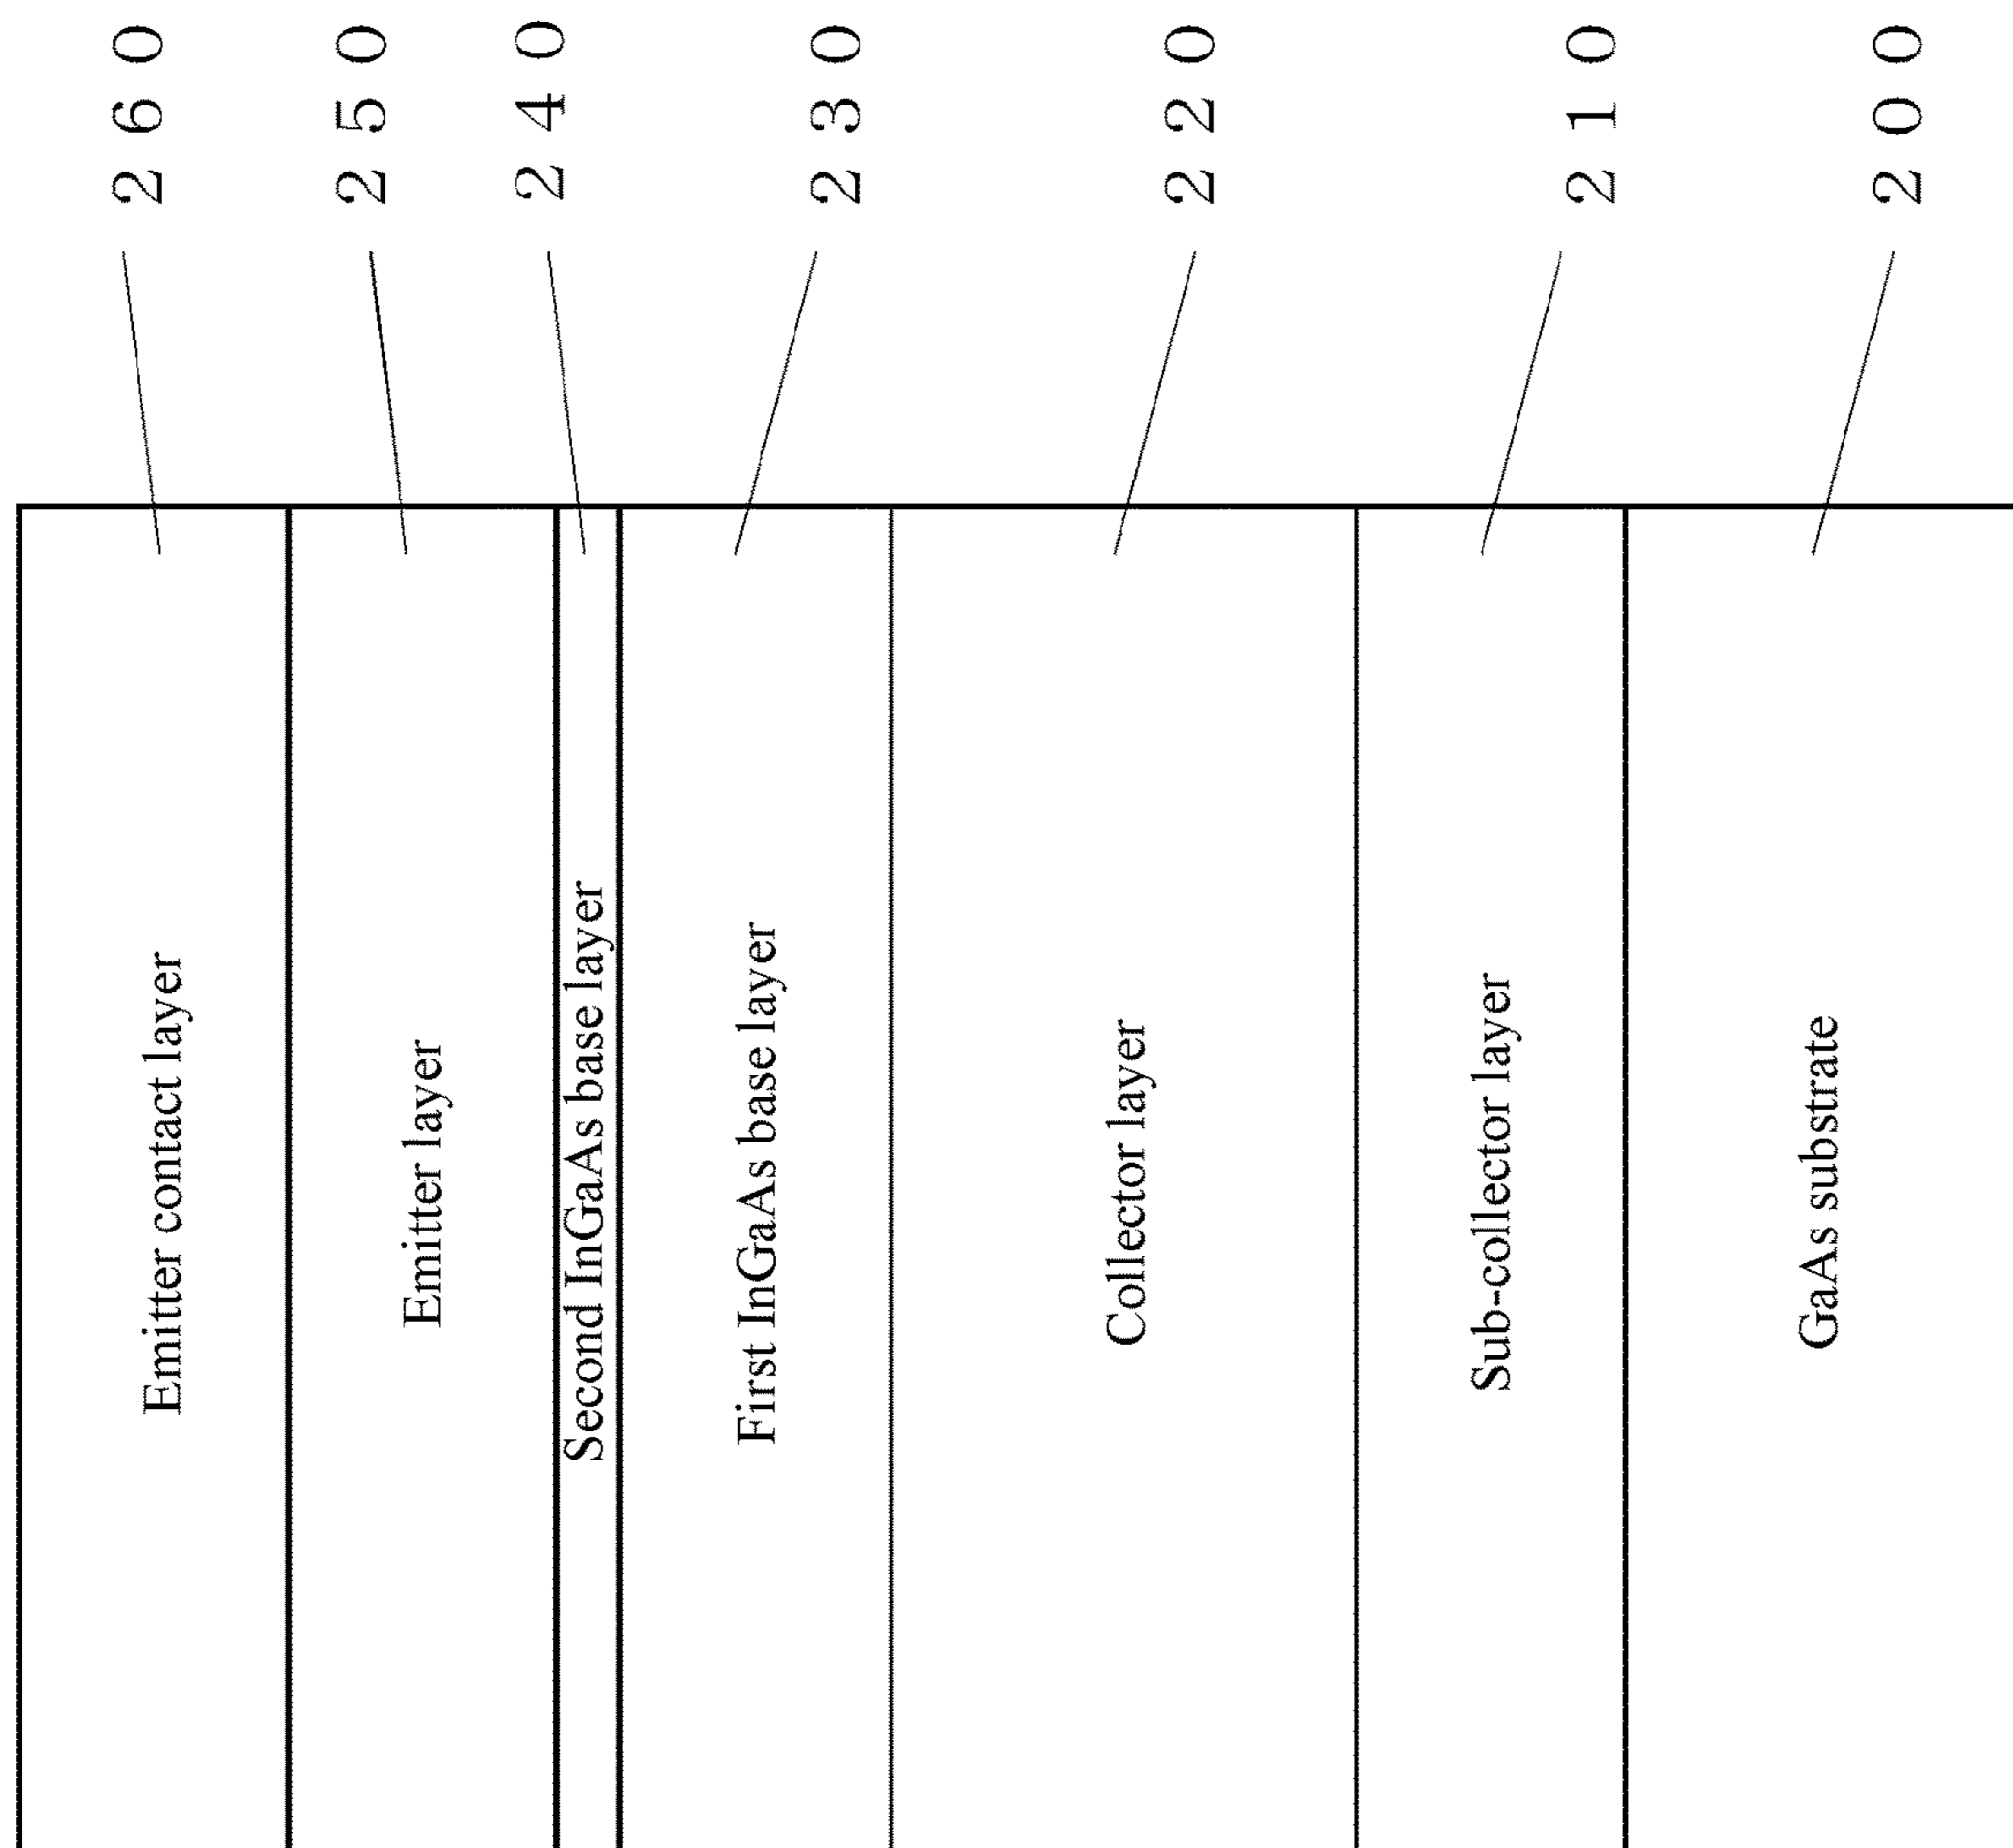 Emitter contact layer 260
Emitter layer 250
Second InGaAs base layer 240
First InGaAs base layer 230
Collector layer 220
Sub-collector layer 210
GaAs substrate 200